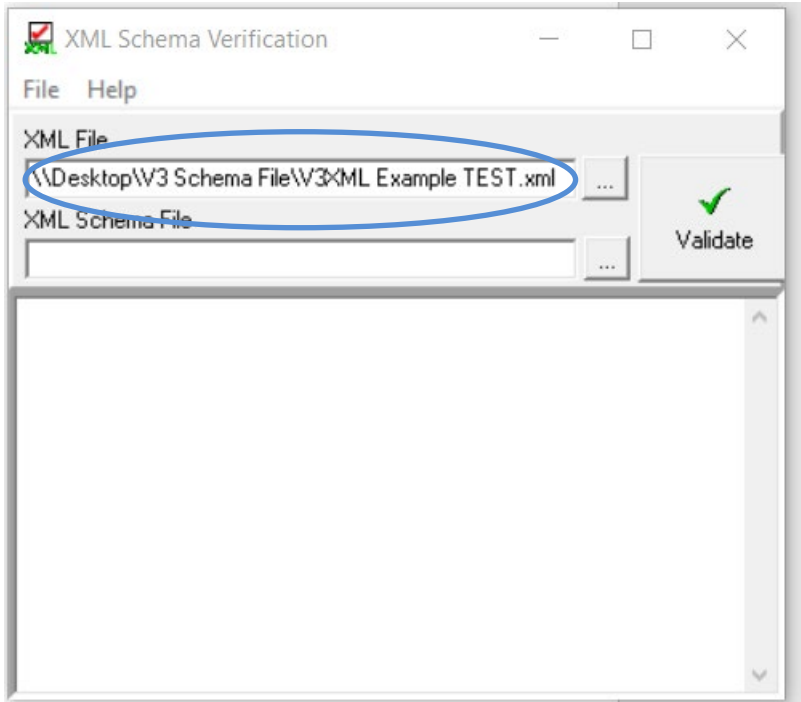 XML Schema Verification
File Help
XML File
\\Desktop\V3 Schema File\V3XML Example TEST.xml
...
XML Schema File
...
Validate